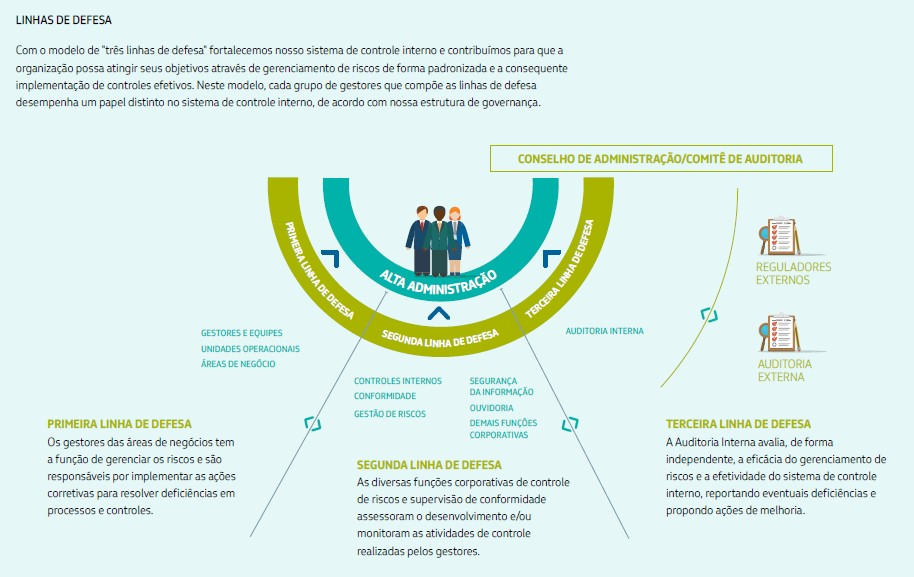 LINHAS DE DEFESA
Com o modelo de "três linhas de defesa" fortalecemos nosso sistema de controle interno e contribuímos para que a
organização possa atingir seus objetivos através de gerenciamento de riscos de forma padronizada e a consequente
implementação de controles efetivos. Neste modelo, cada grupo de gestores que compõe as linhas de defesa
desempenha um papel distinto no sistema de controle interno, de acordo com nossa estrutura de governança.
CONSELHO DE ADMINISTRAÇÃO/COMITÊ DE AUDITORIA
ALTA ADMINISTRAÇÃO
PRIMEIRA LINHA DE DEFESA
SEGUNDA LINHA DE DEFESA
TERCEIRA LINHA DE DEFESA
REGULADORES
EXTERNOS
AUDITORIA
EXTERNA
GESTORES E EQUIPES
UNIDADES OPERACIONAIS
ÁREAS DE NEGÓCIO
CONTROLES INTERNOS
CONFORMIDADE
GESTÃO DE RISCOS
SEGURANÇA
DA INFORMAÇÃO
OUVIDORIA
DEMAIS FUNÇÕES
CORPORATIVAS
AUDITORIA INTERNA
PRIMEIRA LINHA DE DEFESA
Os gestores das áreas de negócios tem
a função de gerenciar os riscos e são
responsáveis por implementar as ações
corretivas para resolver deficiências em
processos e controles.
SEGUNDA LINHA DE DEFESA
As diversas funções corporativas de controle
de riscos e supervisão de conformidade
assessoram o desenvolvimento e/ou
monitoram as atividades de controle
realizadas pelos gestores.
TERCEIRA LINHA DE DEFESA
A Auditoria Interna avalia, de forma
independente, a eficácia do gerenciamento de
riscos e a efetividade do sistema de controle
interno, reportando eventuais deficiências e
propondo ações de melhoria.